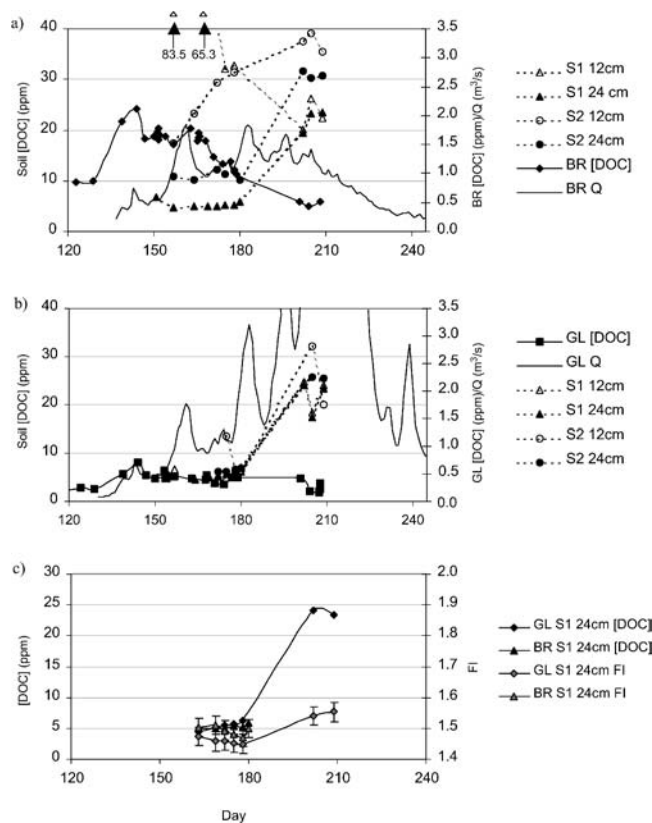 a)
83.5 65.3
40
30
20
10
0
Soil [DOC] (ppm)
3.5
3.0
2.5
2.0
1.5
1.0
0.5
0.0
BR [DOC] (ppm)/Q (m³/s)
120 150 180 210 240
S1 12cm
S1 24 cm
S2 12cm
S2 24cm
BR [DOC]
BR Q
b)
40
30
20
10
0
Soil [DOC] (ppm)
3.5
3.0
2.5
2.0
1.5
1.0
0.5
0.0
GL [DOC] (ppm)/Q (m³/s)
120 150 180 210 240
GL [DOC]
GL Q
S1 12cm
S1 24cm
S2 12cm
S2 24cm
c)
30
25
20
15
10
5
0
[DOC] (ppm)
2.0
1.9
1.8
1.7
1.6
1.5
1.4
FI
120 150 180 210 240
Day
GL S1 24cm [DOC]
BR S1 24cm [DOC]
GL S1 24cm FI
BR S1 24cm FI